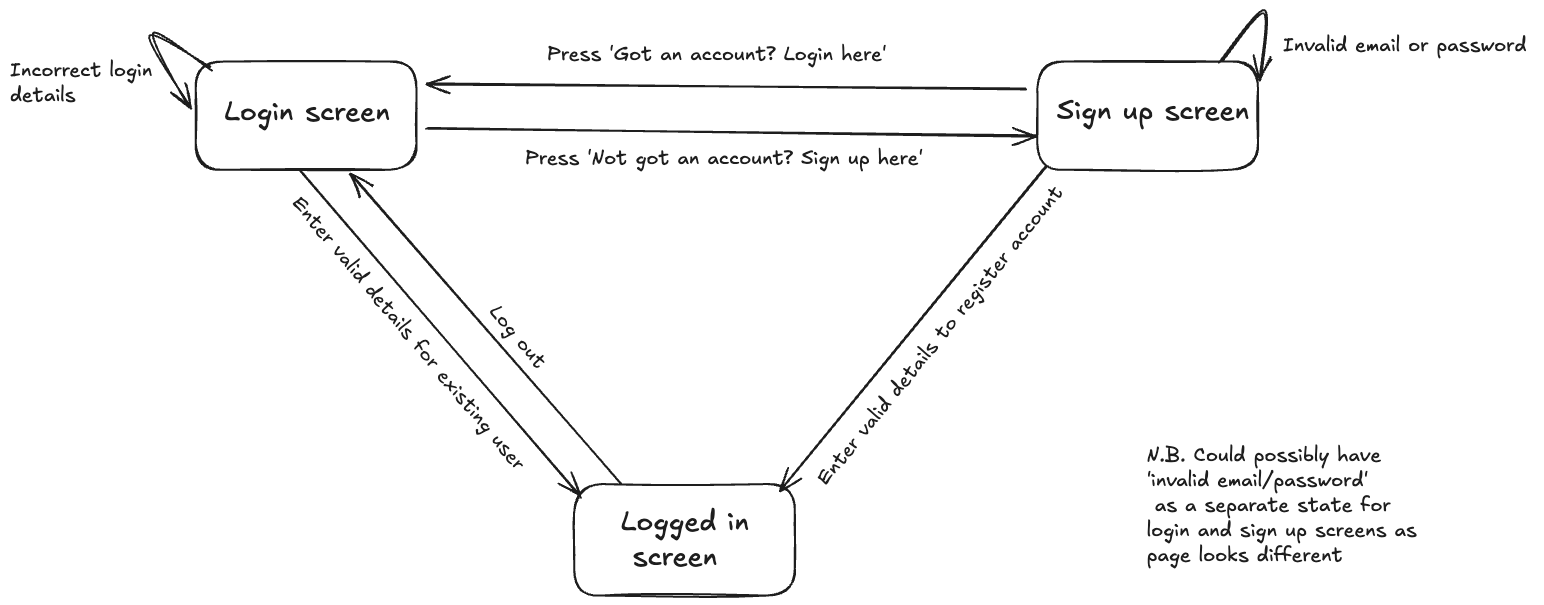 Press 'Got an account? Login here'
Invalid email or password
Incorrect login
details
Login screen
Sign up screen
Press 'Not got an account? Sign up here'
Enter valid details for existing user
Log out
Enter valid details to register account
Logged in
screen
N.B. Could possibly have
'invalid email/password'
as a separate state for
login and sign up screens as
page looks different